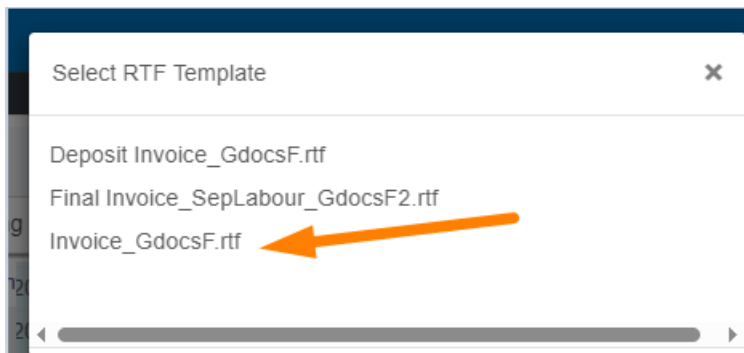 Select RTF Template
Deposit Invoice_GdocsF.rtf
Final Invoice_SepLabour_GdocsF2.rtf
Invoice_GdocsF.rtf